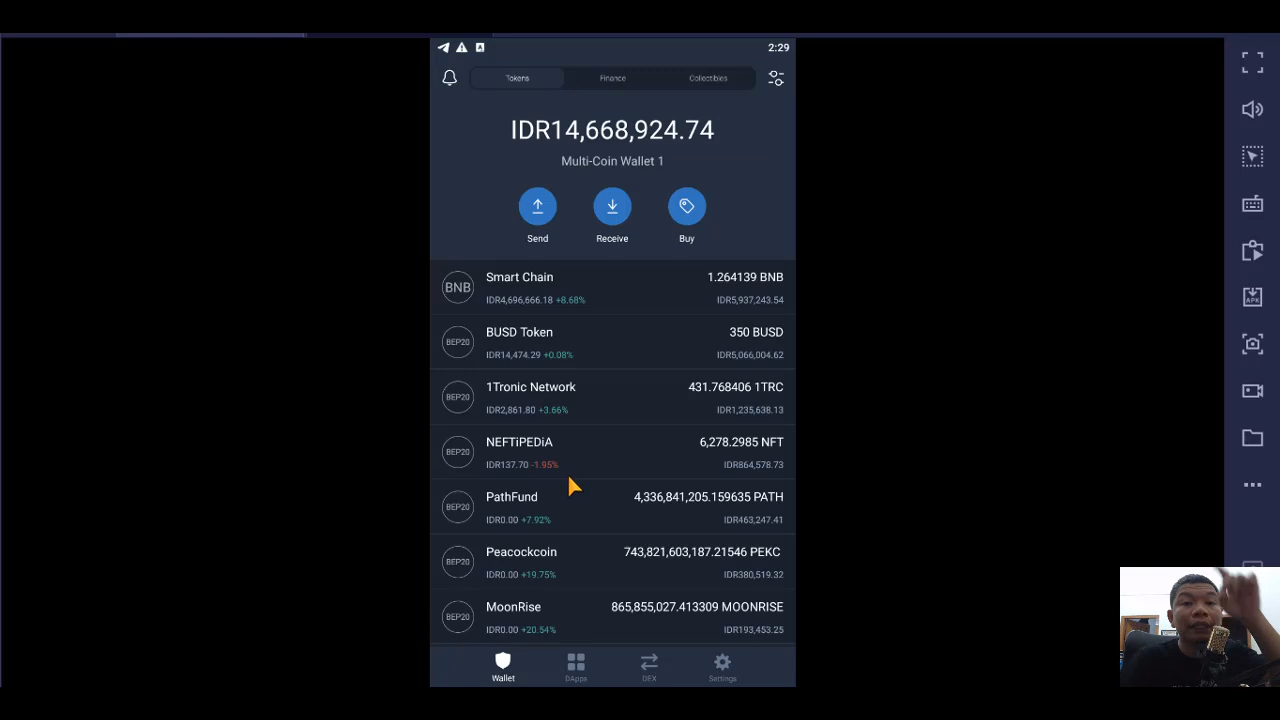 2:29
Tokens Finance Collectibles
IDR14,668,924.74
Multi-Coin Wallet 1
Send Receive Buy
BNB
Smart Chain 1.264139 BNB
IDR4,696,666.18 +8.68% IDR5,937,243.54
BEP20
BUSD Token 350 BUSD
IDR14,474.29 +0.08% IDR5,066,004.62
BEP20
1Tronic Network 431.768406 1TRC
IDR2,861.80 +3.66% IDR1,235,638.13
BEP20
NEFTiPEDiA 6,278.2985 NFT
IDR137.70 -1.95% IDR864,578.73
BEP20
PathFund 4,336,841,205.159635 PATH
IDR0.00 +7.92% IDR463,247.41
BEP20
Peacockcoin 743,821,603,187.21546 PEKC
IDR0.00 +19.75% IDR380,519.32
BEP20
MoonRise 865,855,027.413309 MOONRISE
IDR0.00 +20.54% IDR193,453.25
Wallet DApps DEX Settings
APK